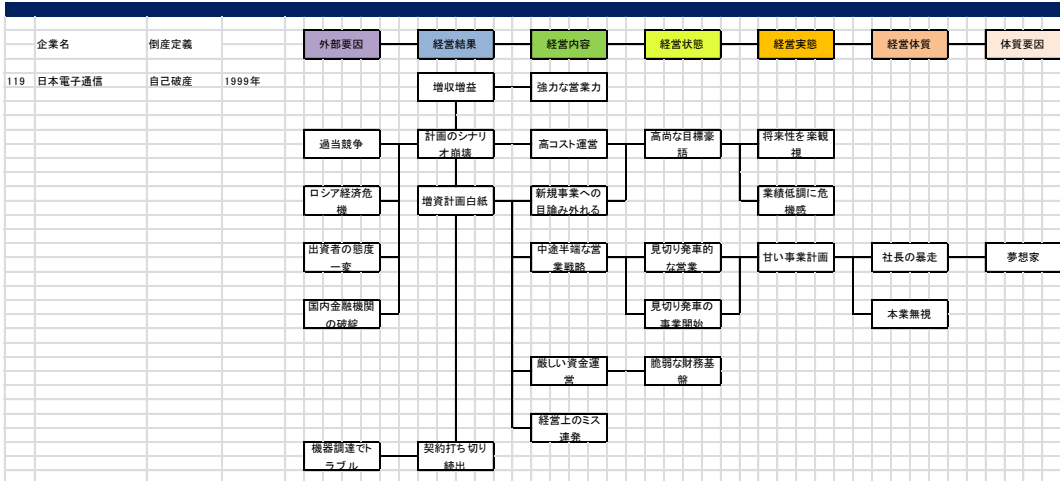 企業名 倒産定義 外部要因 経営結果 経営内容 経営状態 経営実態 経営体質 体質要因
119 日本電子通信 自己破産 1999年 増収増益 強力な営業力
過当競争
計画のシナリ
オ崩壊
高コスト運営
高尚な目標豪
語
将来性を楽観
視
ロシア経済危
機
増資計画白紙
新規事業への
目論み外れる
業績低調に危
機感
出資者の態度
一変
中途半端な営
業戦略
見切り発車的
な営業
甘い事業計画
社長の暴走
夢想家
国内金融機関
の破綻
見切り発車の
事業開始
本業無視
厳しい資金運
営
脆弱な財務基
盤
経営上のミス
連発
機器調達でト
ラブル
契約打ち切り
続出